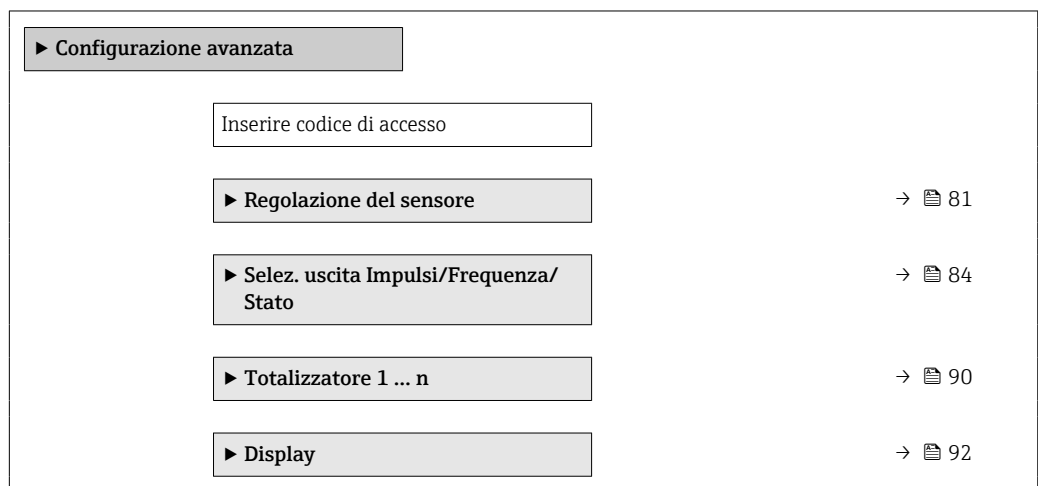 ▶ Configurazione avanzata
Inserire codice di accesso
▶ Regolazione del sensore → 81
▶ Selez. uscita Impulsi/Frequenza/ → 84
Stato
▶ Totalizzatore 1 ... n → 90
▶ Display → 92